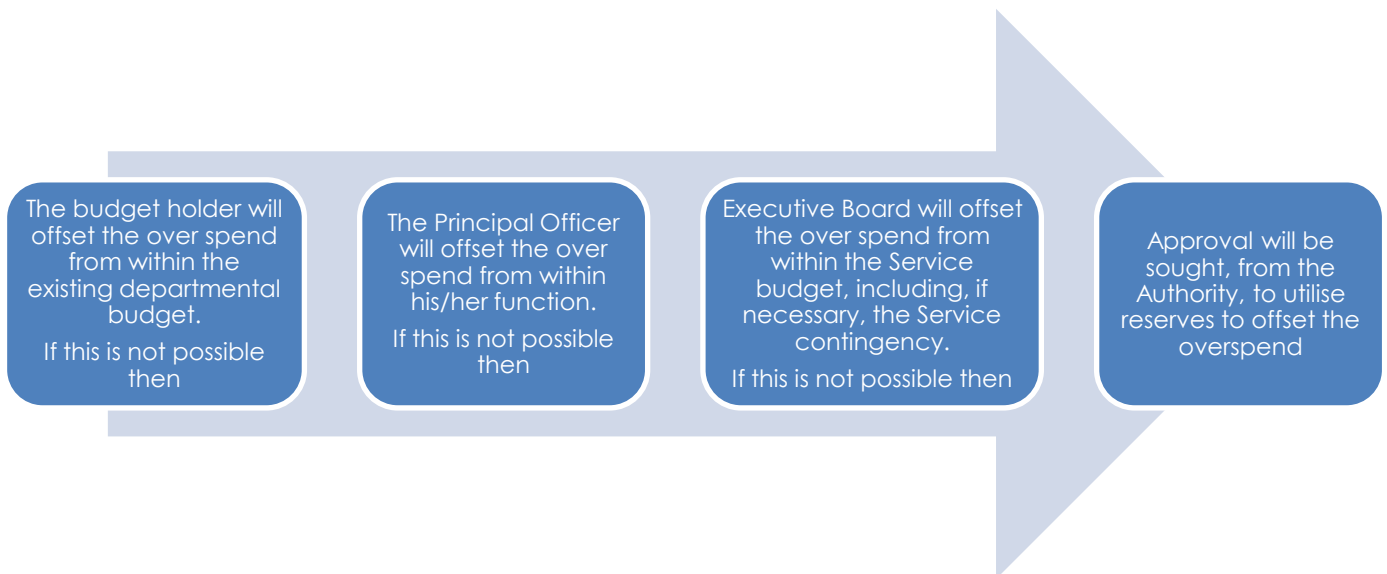 The budget holder will
offset the over spend
from within the
existing departmental
budget.
If this is not possible
then
The Principal Officer
will offset the over
spend from within
his/her function.
If this is not possible
then
Executive Board will offset
the over spend from
within the Service
budget, including, if
necessary, the Service
contingency.
If this is not possible then
Approval will be
sought, from the
Authority, to utilise
reserves to offset the
overspend